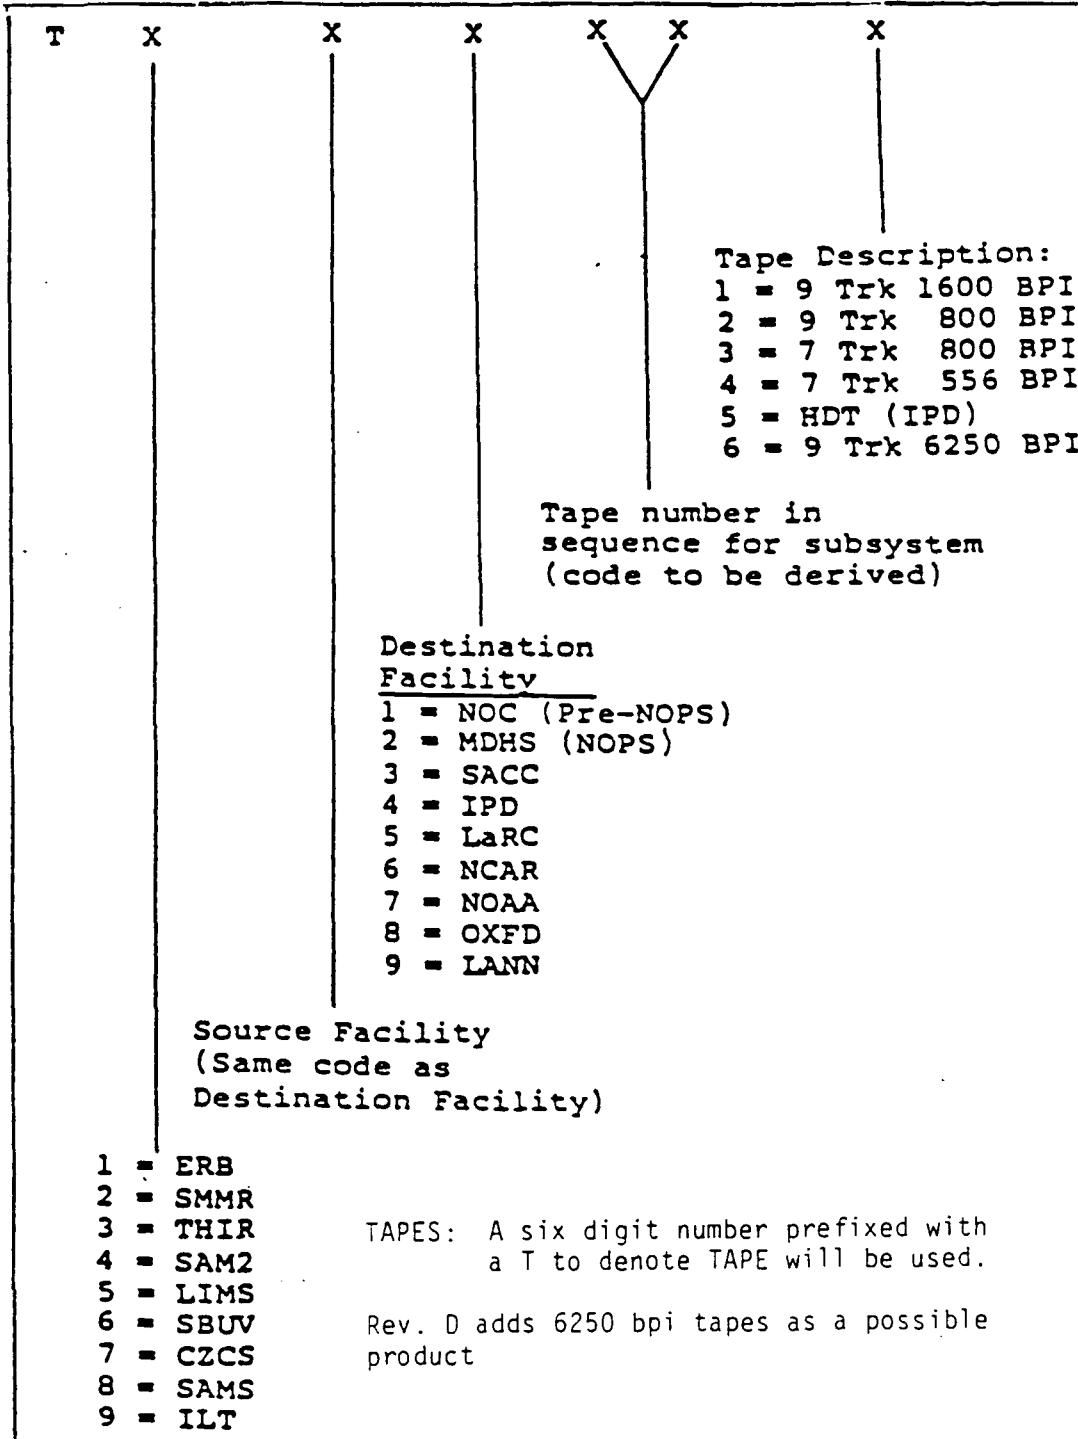 T X X X X X X
Tape Description:
1 = 9 Trk 1600 BPI
2 = 9 Trk 800 BPI
3 = 7 Trk 800 BPI
4 = 7 Trk 556 BPI
5 = HDT (IPD)
6 = 9 Trk 6250 BPI
Tape number in
sequence for subsystem
(code to be derived)
Destination
Facility
1 = NOC (Pre-NOPS)
2 = MDHS (NOPS)
3 = SACC
4 = IPD
5 = LaRC
6 = NCAR
7 = NOAA
8 = OXFD
9 = LANN
Source Facility
(Same code as
Destination Facility)
1 = ERB
2 = SMMR
3 = THIR
4 = SAM2
5 = LIMS
6 = SBUV
7 = CZCS
8 = SAMS
9 = ILT
TAPES: A six digit number prefixed with
a T to denote TAPE will be used.
Rev. D adds 6250 bpi tapes as a possible
product